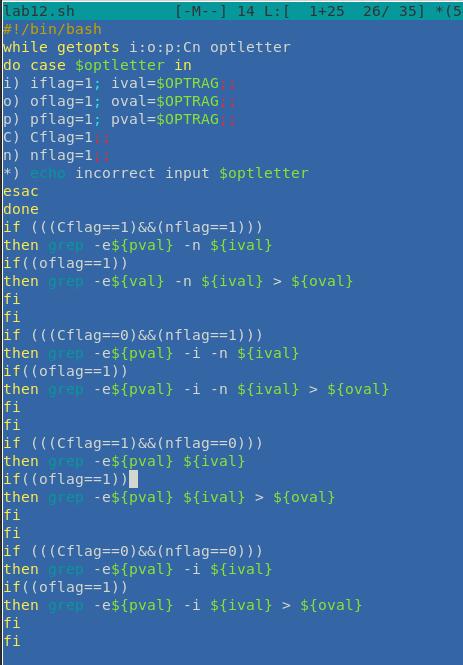 lab12.sh [-M--] 14 L:[ 1+25 26/ 35] *(5
#!/bin/bash
while getopts i:o:p:Cn optletter
do case $optletter in
i) iflag=1; ival=$OPTRAG;;
o) oflag=1; oval=$OPTRAG;;
p) pflag=1; pval=$OPTRAG;;
C) Cflag=1;;
n) nflag=1;;
*) echo incorrect input $optletter
esac
done
if (((Cflag==1)&&(nflag==1)))
then grep -e${pval} -n ${ival}
if((oflag==1))
then grep -e${val} -n ${ival} > ${oval}
fi
fi
if (((Cflag==0)&&(nflag==1)))
then grep -e${pval} -i -n ${ival}
if((oflag==1))
then grep -e${pval} -i -n ${ival} > ${oval}
fi
fi
if (((Cflag==1)&&(nflag==0)))
then grep -e${pval} ${ival}
if((oflag==1))
then grep -e${pval} ${ival} > ${oval}
fi
fi
if (((Cflag==0)&&(nflag==0)))
then grep -e${pval} -i ${ival}
if((oflag==1))
then grep -e${pval} -i ${ival} > ${oval}
fi
fi